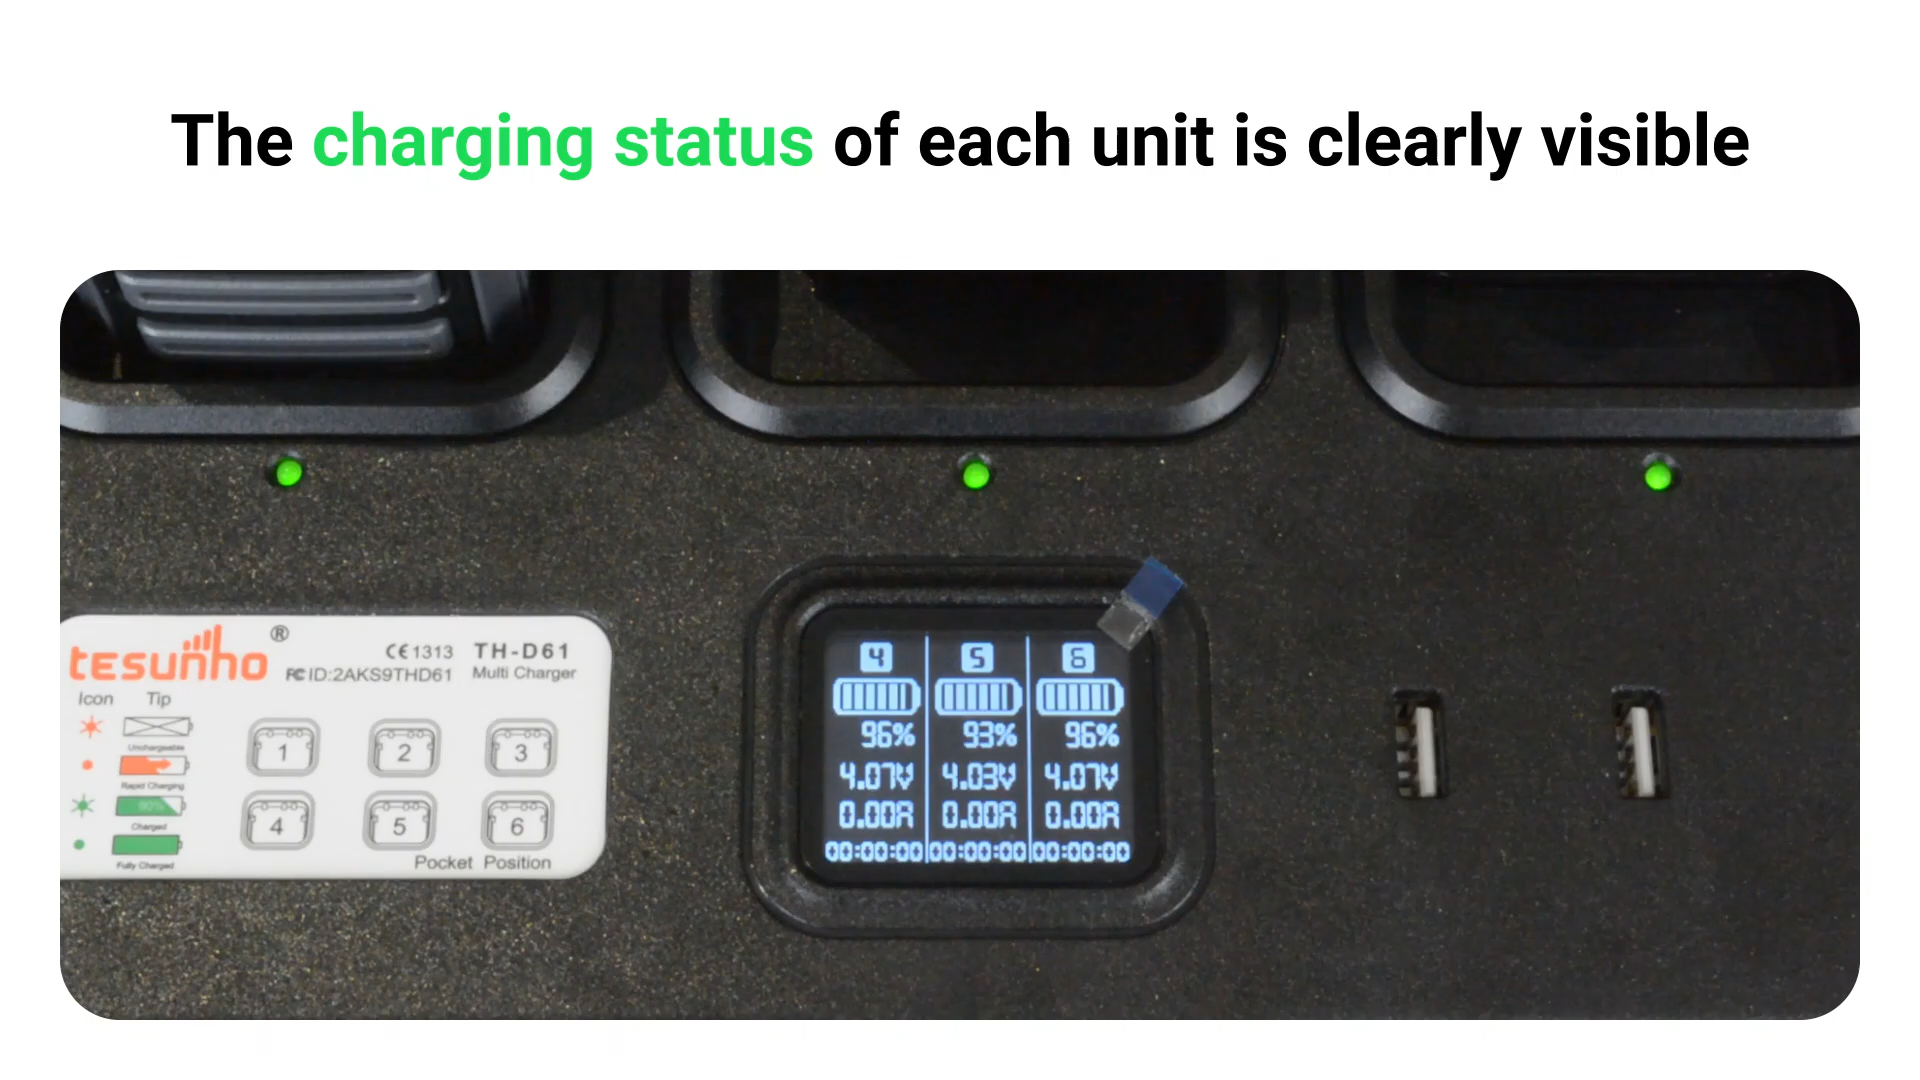 The charging status of each unit is clearly visible
tesunho ®
CE 1313 TH-D61
FC ID:2AKS9THD61 Multi Charger
Icon Tip
Unchargeable
Rapid Charging
90%
Charged
Fully Charged
1 2 3
4 5 6
Pocket Position
4 5 6
96% 93% 96%
4.07V 4.03V 4.07V
0.00A 0.00A 0.00A
00:00:00 00:00:00 00:00:00